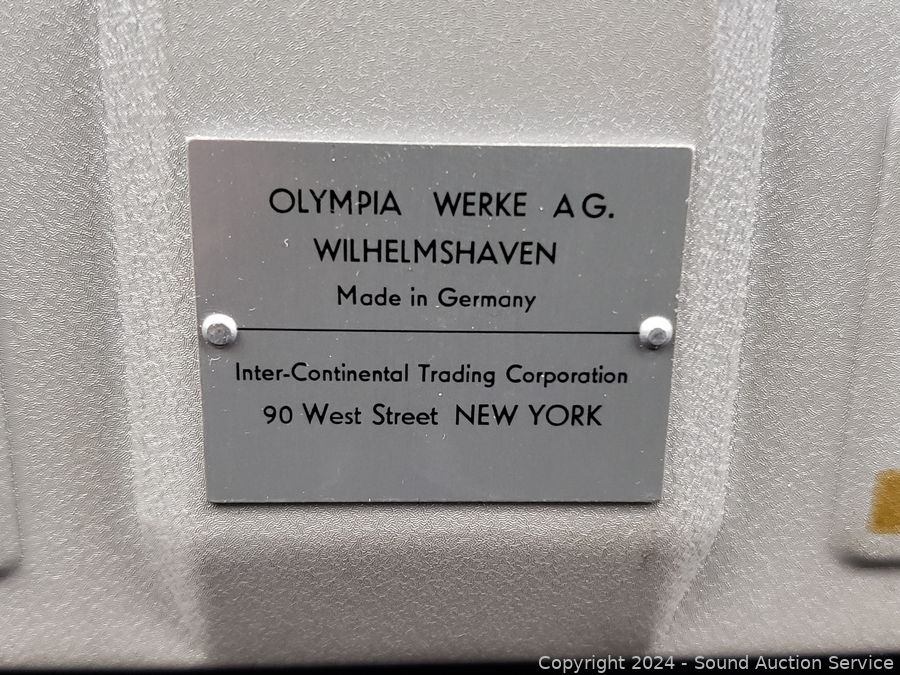 OLYMPIA WERKE AG.
WILHELMSHAVEN
Made in Germany
Inter-Continental Trading Corporation
90 West Street NEW YORK
Copyright 2024 - Sound Auction Service